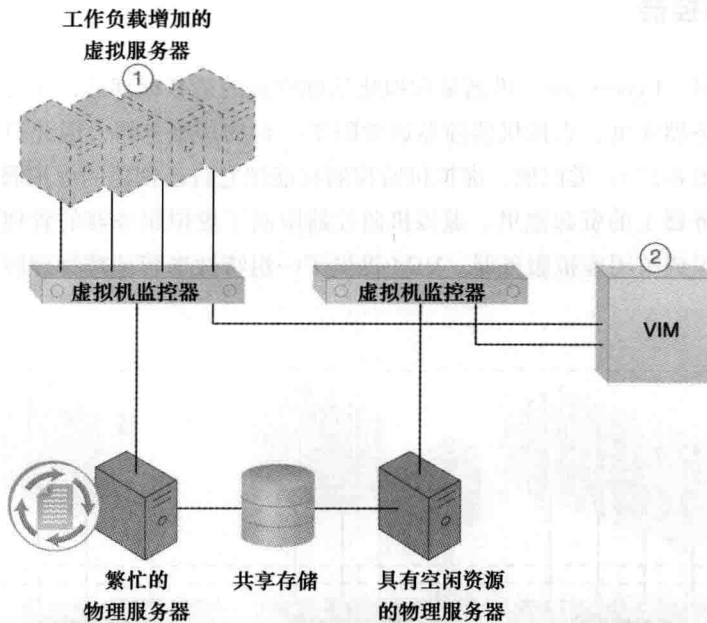 工作负载增加的
虚拟服务器
1
虚拟机监控器
虚拟机监控器
2
VIM
繁忙的
物理服务器
共享存储
具有空闲资源
的物理服务器